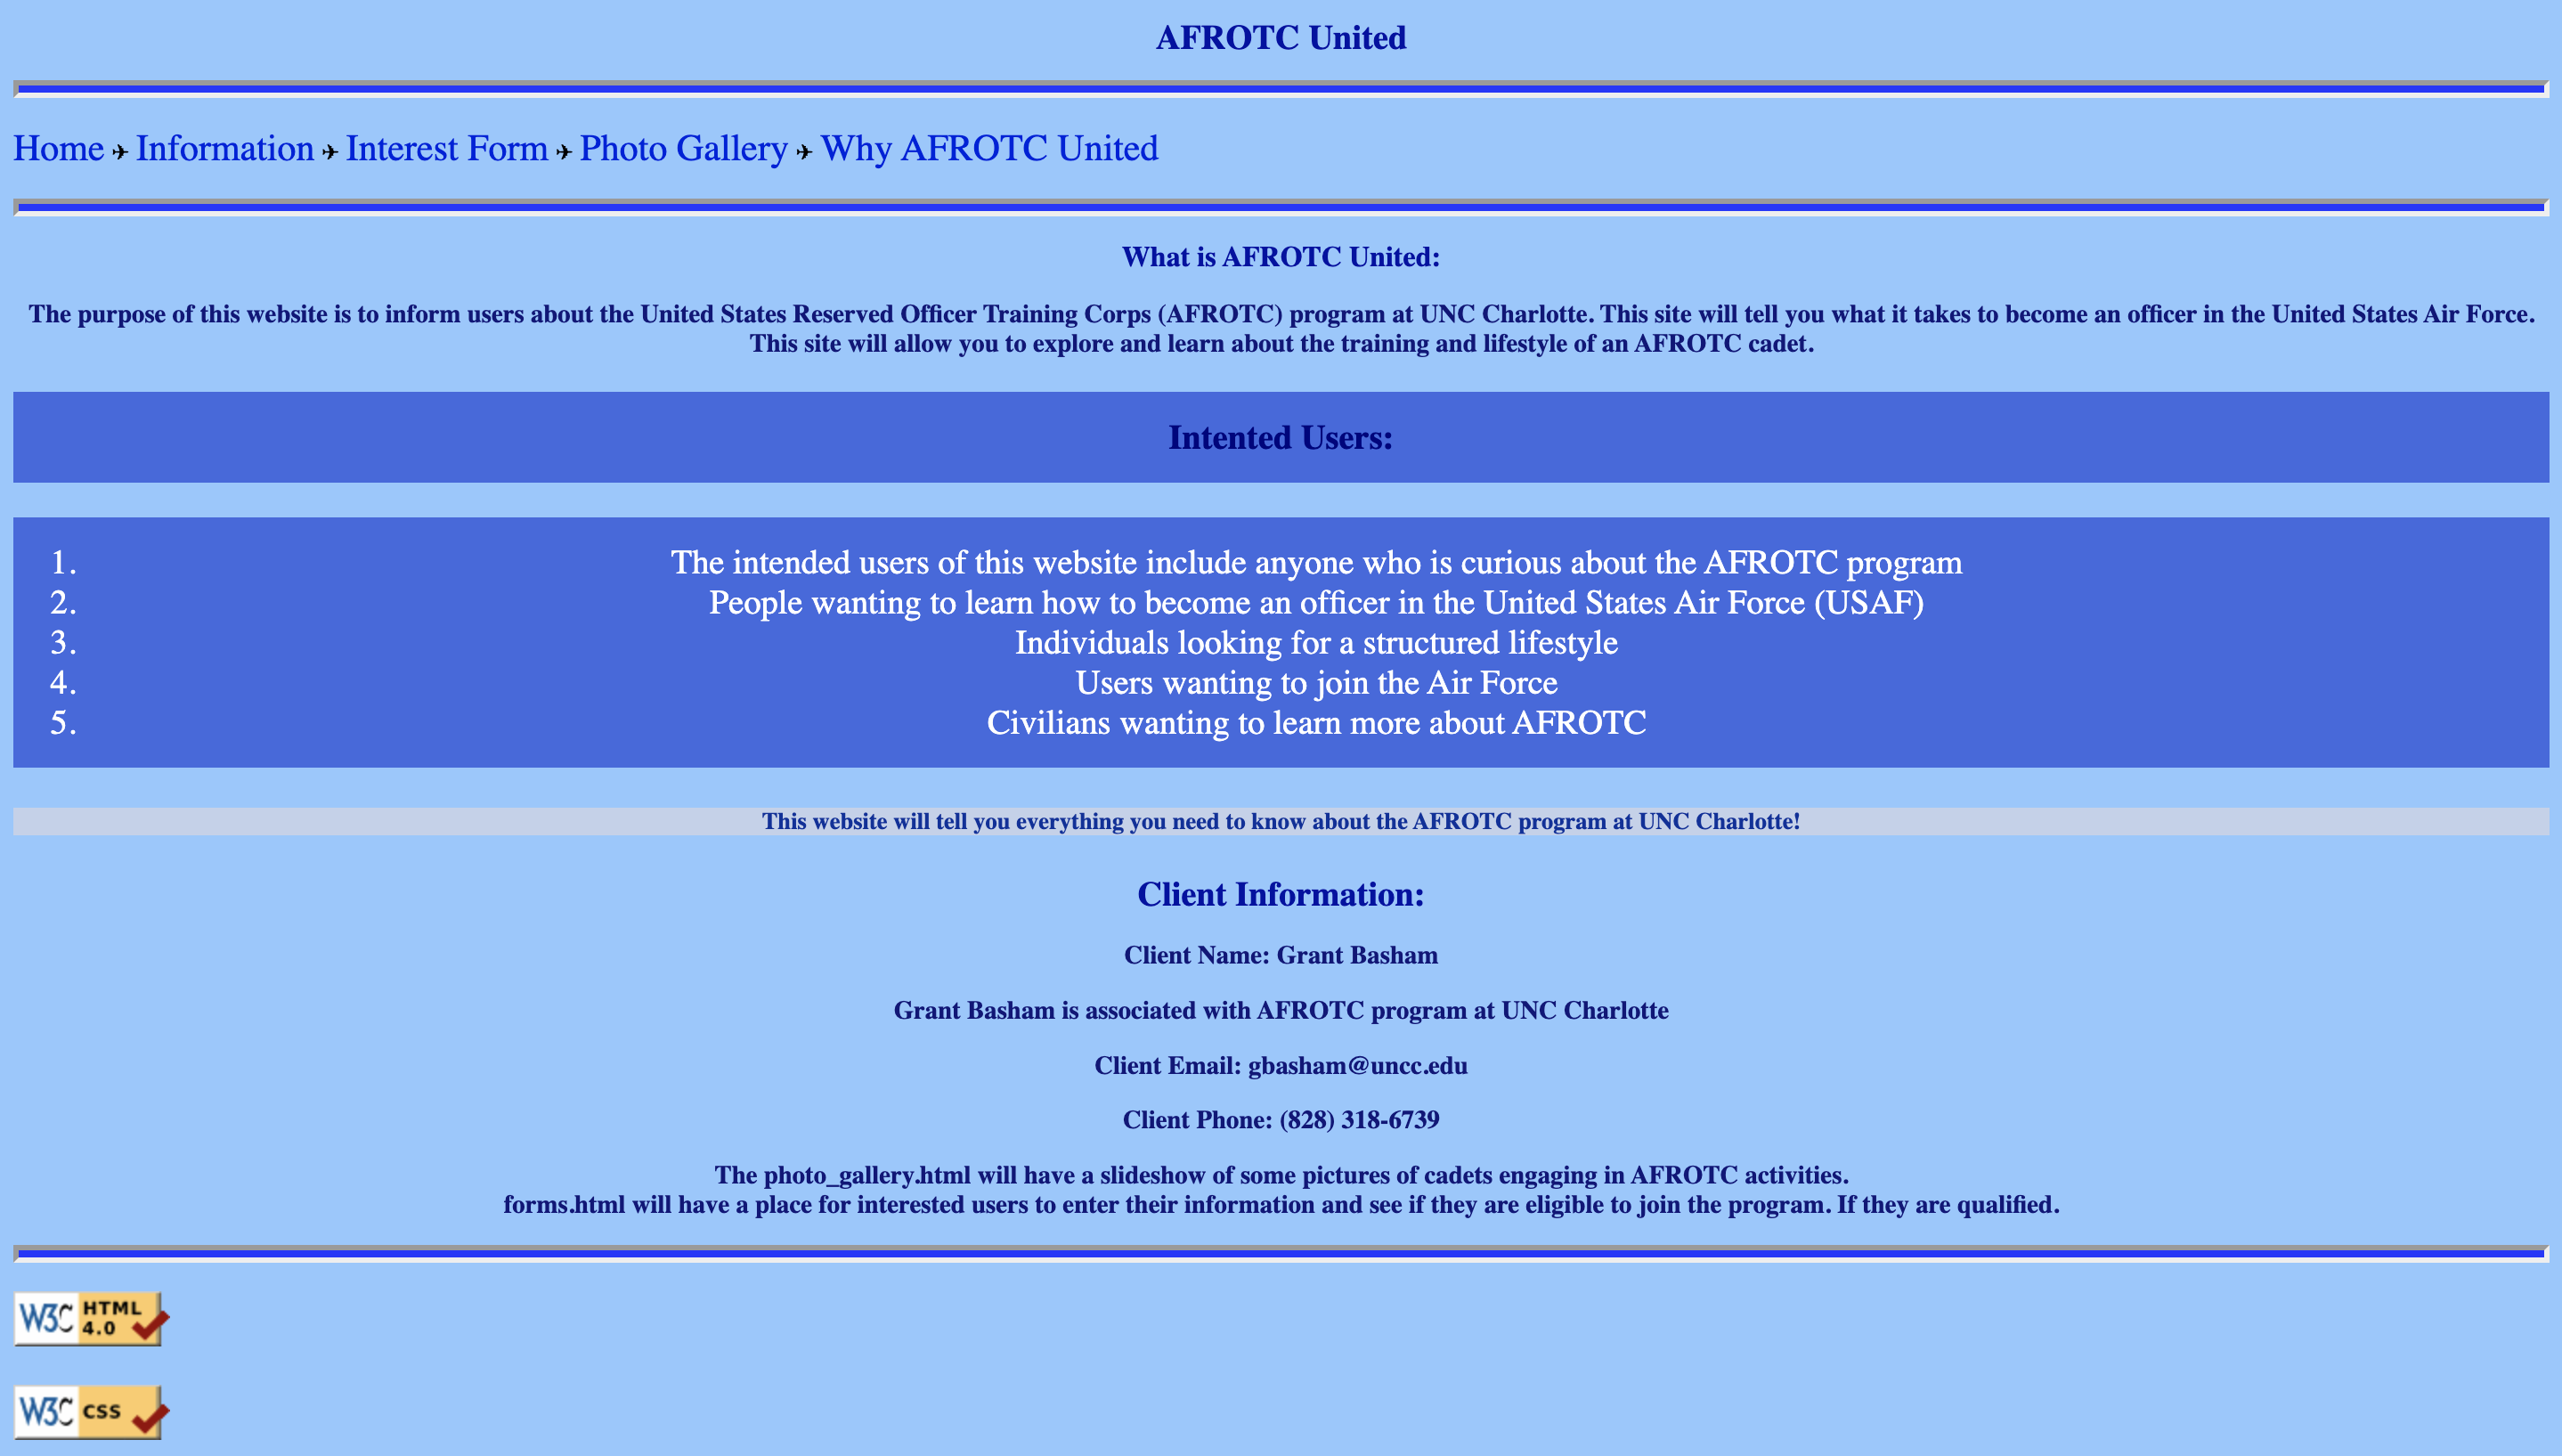 AFROTC United
Home ✈ Information ✈ Interest Form ✈ Photo Gallery ✈ Why AFROTC United
What is AFROTC United:
The purpose of this website is to inform users about the United States Reserved Officer Training Corps (AFROTC) program at UNC Charlotte. This site will tell you what it takes to become an officer in the United States Air Force.
This site will allow you to explore and learn about the training and lifestyle of an AFROTC cadet.
Intented Users:
1. The intended users of this website include anyone who is curious about the AFROTC program
2. People wanting to learn how to become an officer in the United States Air Force (USAF)
3. Individuals looking for a structured lifestyle
4. Users wanting to join the Air Force
5. Civilians wanting to learn more about AFROTC
This website will tell you everything you need to know about the AFROTC program at UNC Charlotte!
Client Information:
Client Name: Grant Basham
Grant Basham is associated with AFROTC program at UNC Charlotte
Client Email: gbasham@uncc.edu
Client Phone: (828) 318-6739
The photo_gallery.html will have a slideshow of some pictures of cadets engaging in AFROTC activities.
forms.html will have a place for interested users to enter their information and see if they are eligible to join the program. If they are qualified.
W3C HTML 4.0
W3C CSS